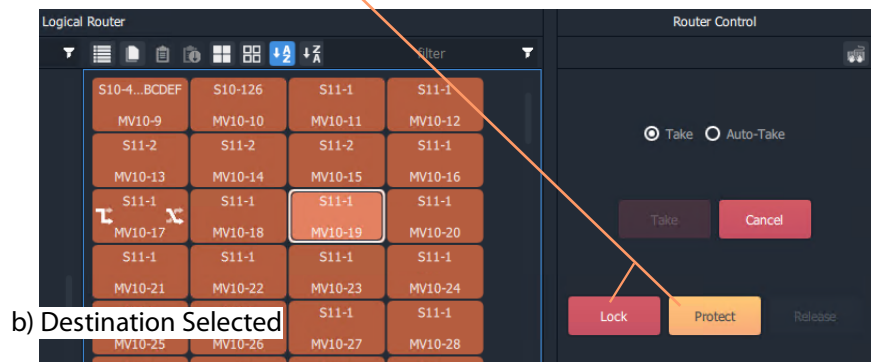 Logical Router
Router Control
filter
S10-4...BCDEF S10-126 S11-1 S11-1
MV10-9 MV10-10 MV10-11 MV10-12
S11-2 S11-2 S11-2 S11-1
MV10-13 MV10-14 MV10-15 MV10-16
Take Auto-Take
S11-1 S11-1 S11-1 S11-1
MV10-17 MV10-18 MV10-19 MV10-20
Take Cancel
S11-1 S11-1 S11-1 S11-1
MV10-21 MV10-22 MV10-23 MV10-24
b) Destination Selected
S11-1 S11-1
MV10-25 MV10-26 MV10-27 MV10-28
Lock Protect Release